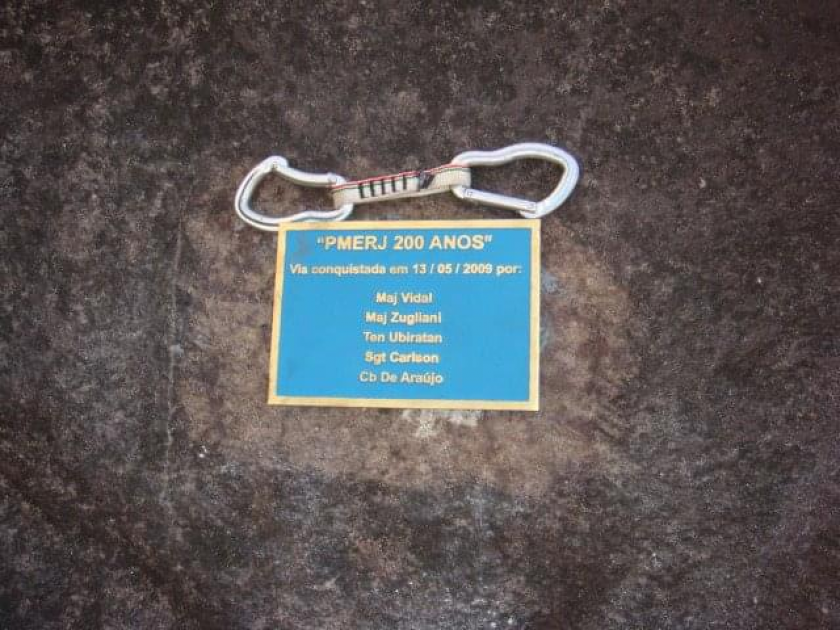 "PMERJ 200 ANOS"
Via conquistada em 13 / 05 / 2009 por:
Maj Vidal
Maj Zugliani
Ten Ubiratan
Sgt Carlson
Cb De Araújo